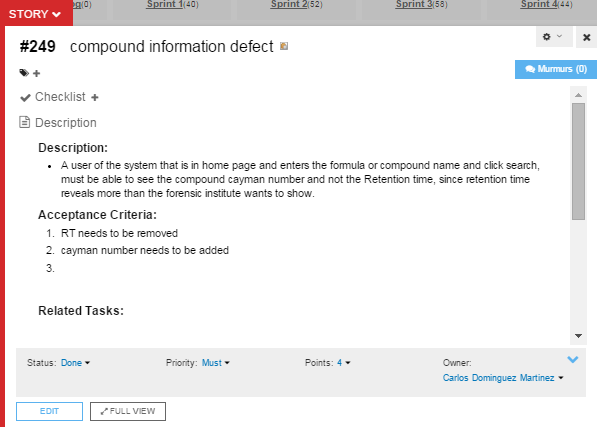 STORY
og(0) Sprint 1(40) Sprint 2(52) Sprint 3(58) Sprint 4(44)
#249 compound information defect
Murmurs (0)
Checklist +
Description
Description:
• A user of the system that is in home page and enters the formula or compound name and click search,
must be able to see the compound cayman number and not the Retention time, since retention time
reveals more than the forensic institute wants to show.
Acceptance Criteria:
1. RT needs to be removed
2. cayman number needs to be added
3.
Related Tasks:
Status: Done Priority: Must Points: 4 Owner:
Carlos Dominguez Martinez
EDIT FULL VIEW